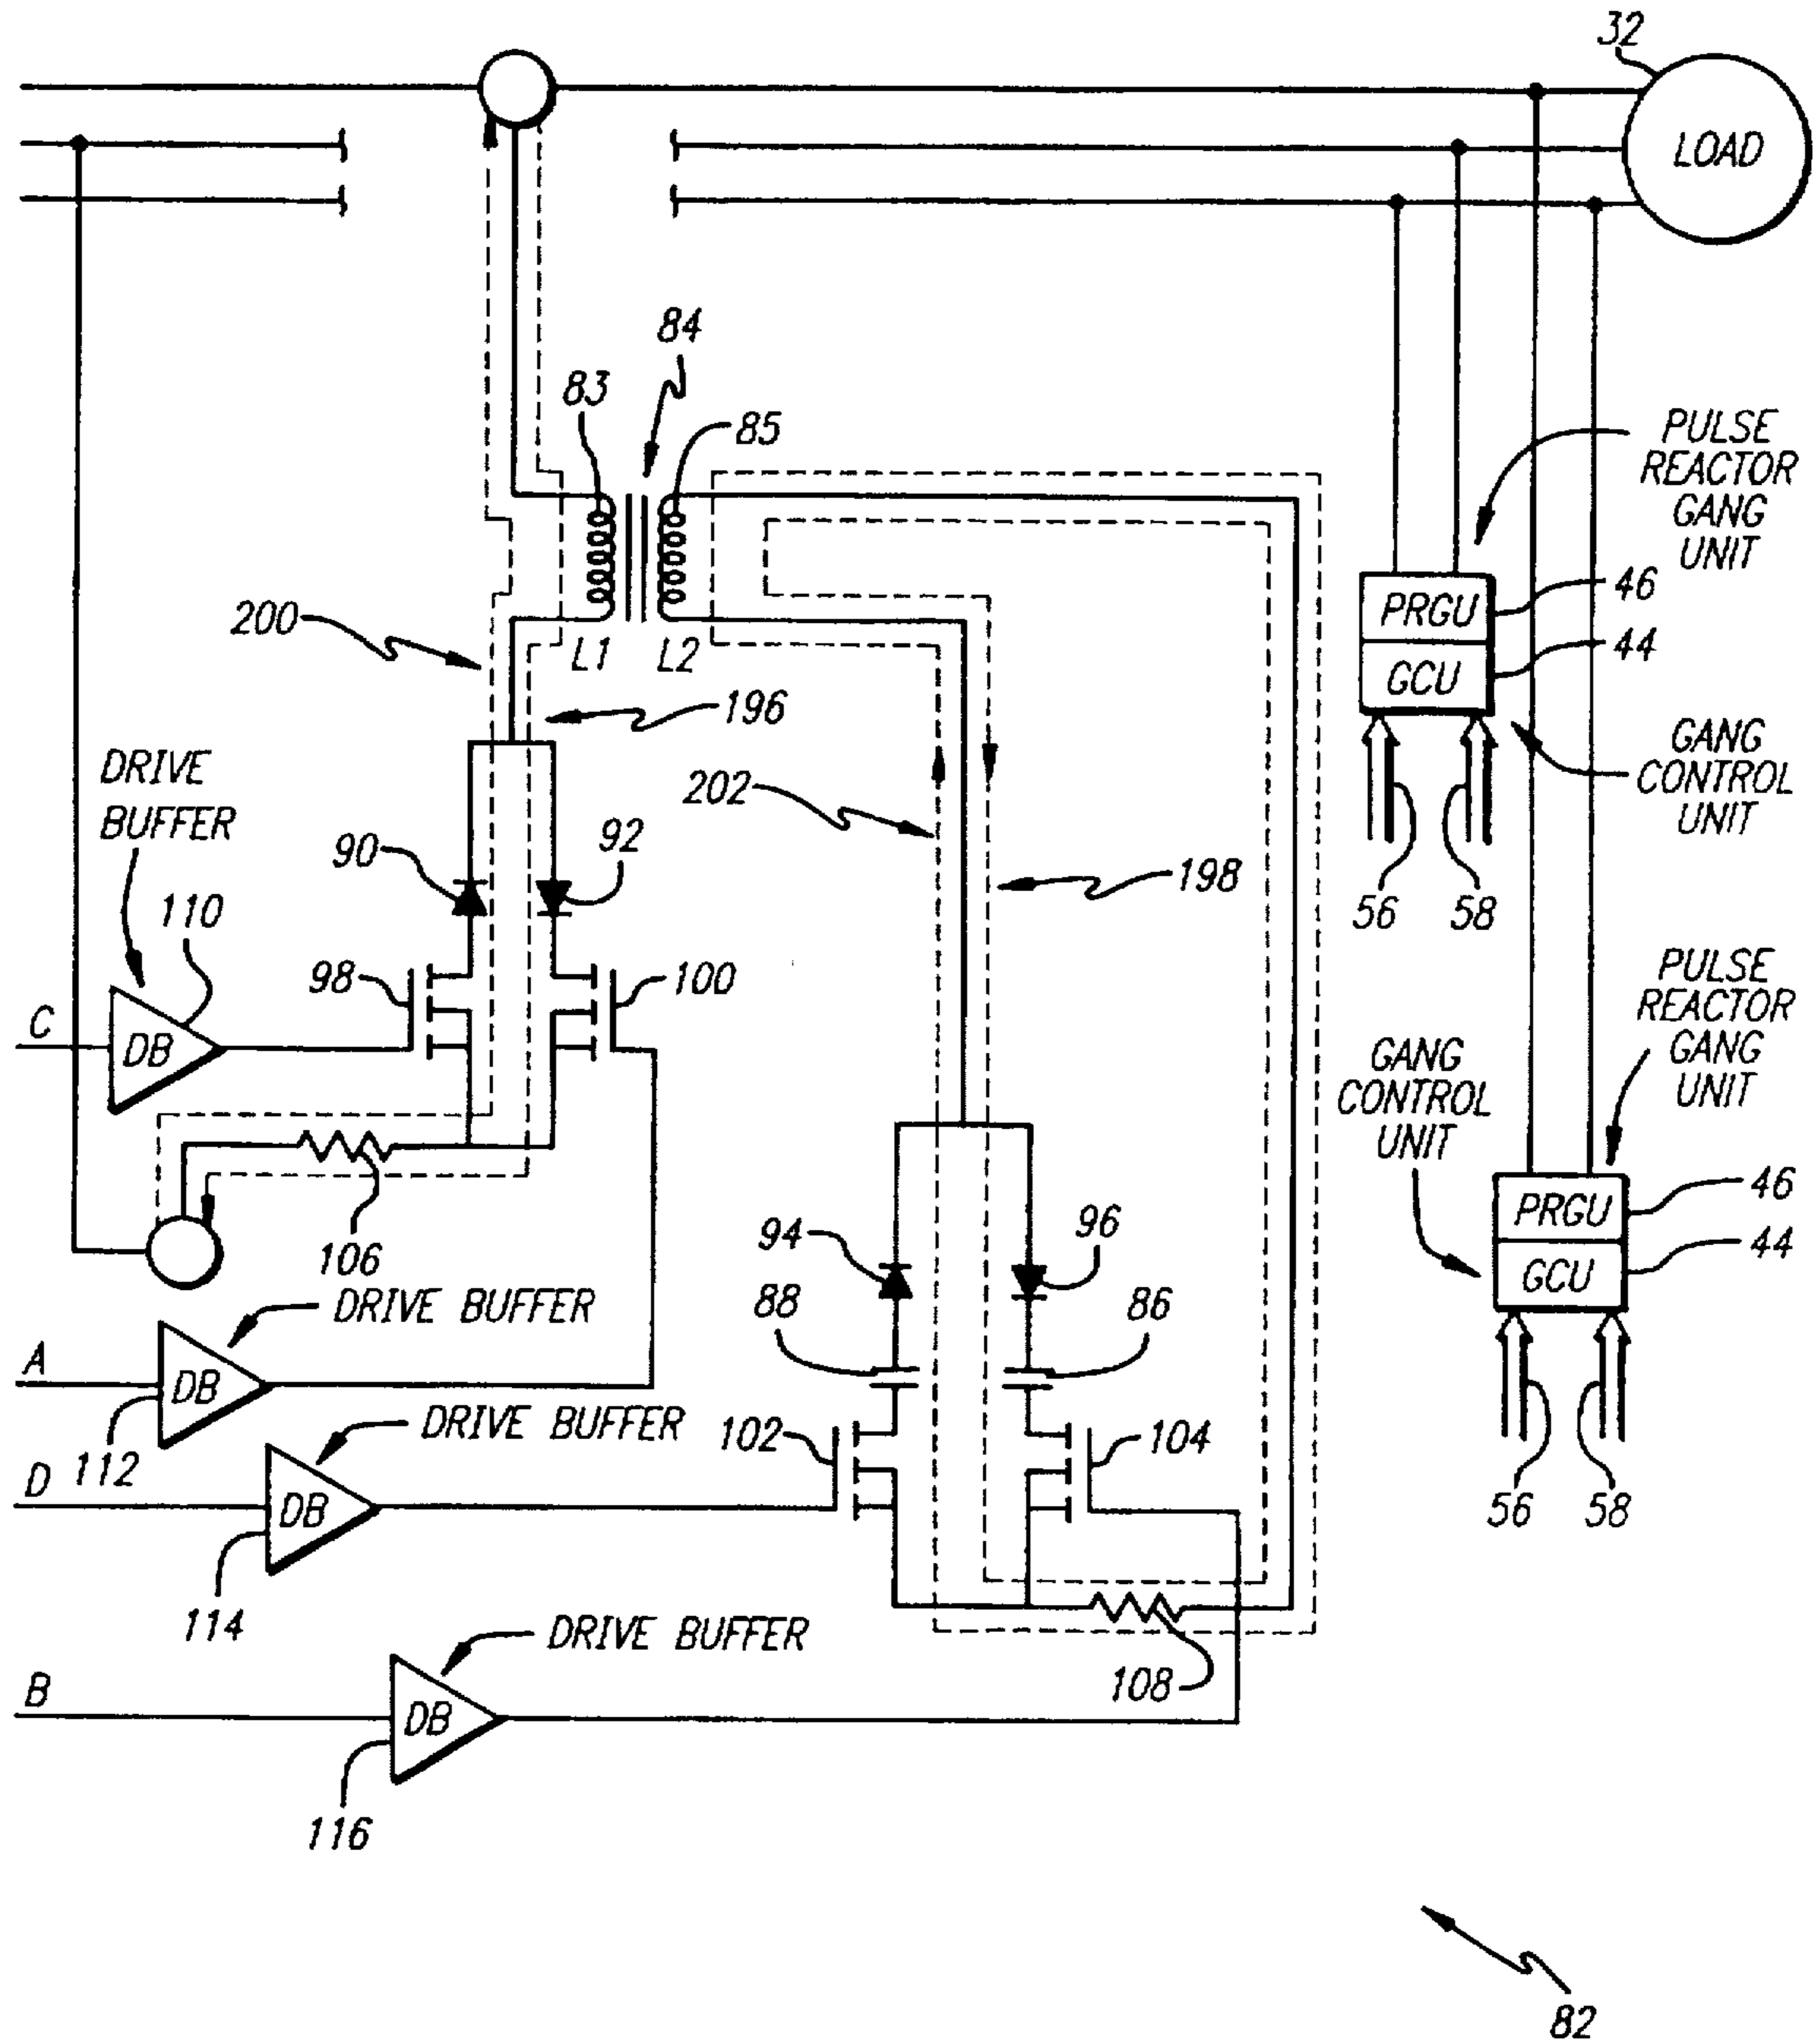 32
LOAD
84
83
85
PULSE
REACTOR
GANG
UNIT
46
PRGU
200
L1 L2
44
GCU
196
DRIVE
BUFFER
GANG
CONTROL
UNIT
202
90
92
198
56
58
110
98
100
PULSE
REACTOR
GANG
UNIT
C
DB
GANG
CONTROL
UNIT
46
PRGU
94
96
44
106
GCU
DRIVE BUFFER
88
86
A
DB
DRIVE BUFFER
102
104
D
112
DB
56
58
114
DRIVE BUFFER
108
B
DB
116
82